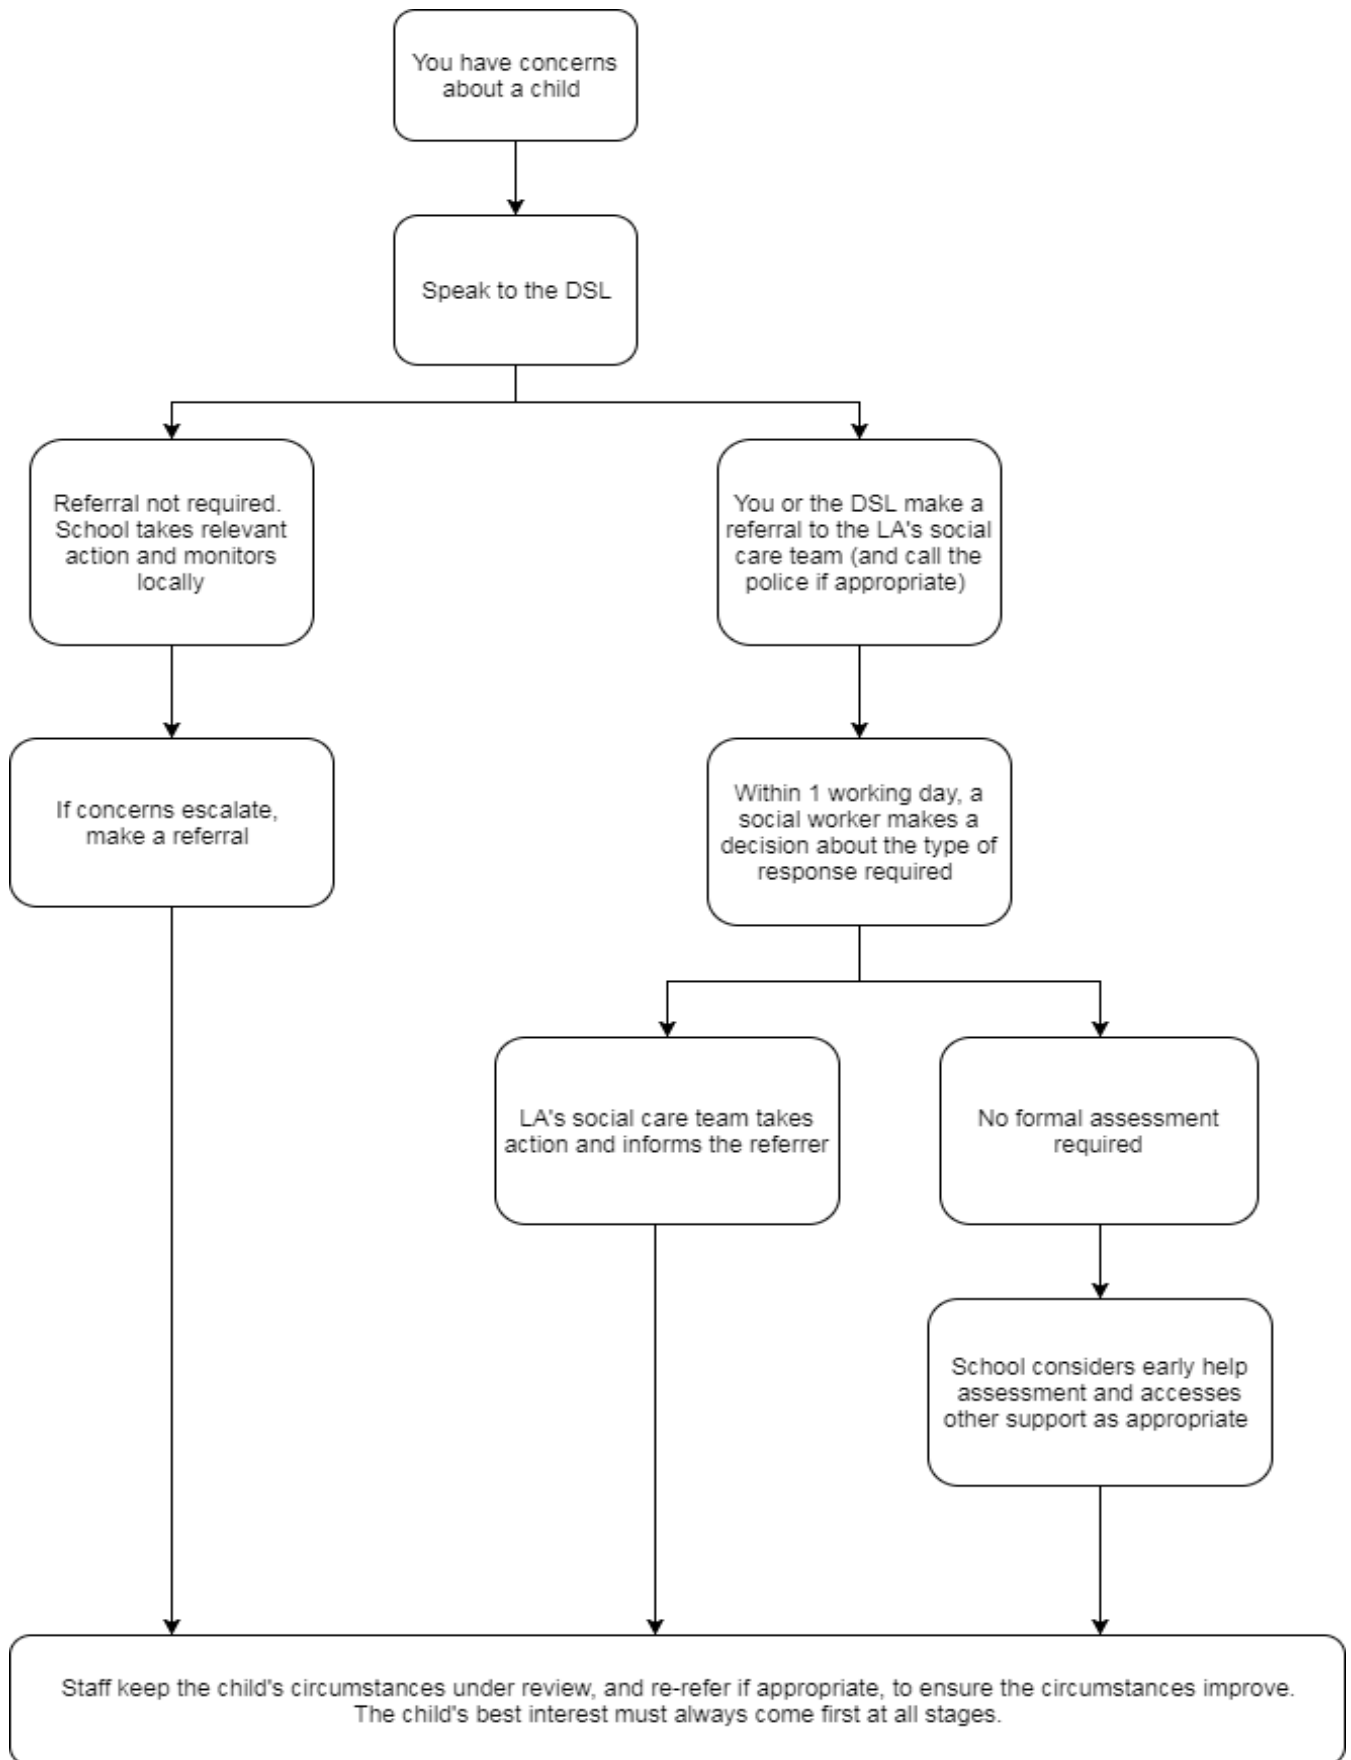 You have concerns
about a child
Speak to the DSL
Referral not required.
School takes relevant
action and monitors
locally
You or the DSL make a
referral to the LA's social
care team (and call the
police if appropriate)
If concerns escalate,
make a referral
Within 1 working day, a
social worker makes a
decision about the type of
response required
LA's social care team takes
action and informs the referrer
No formal assessment
required
School considers early help
assessment and accesses
other support as appropriate
Staff keep the child's circumstances under review, and re-refer if appropriate, to ensure the circumstances improve.
The child's best interest must always come first at all stages.